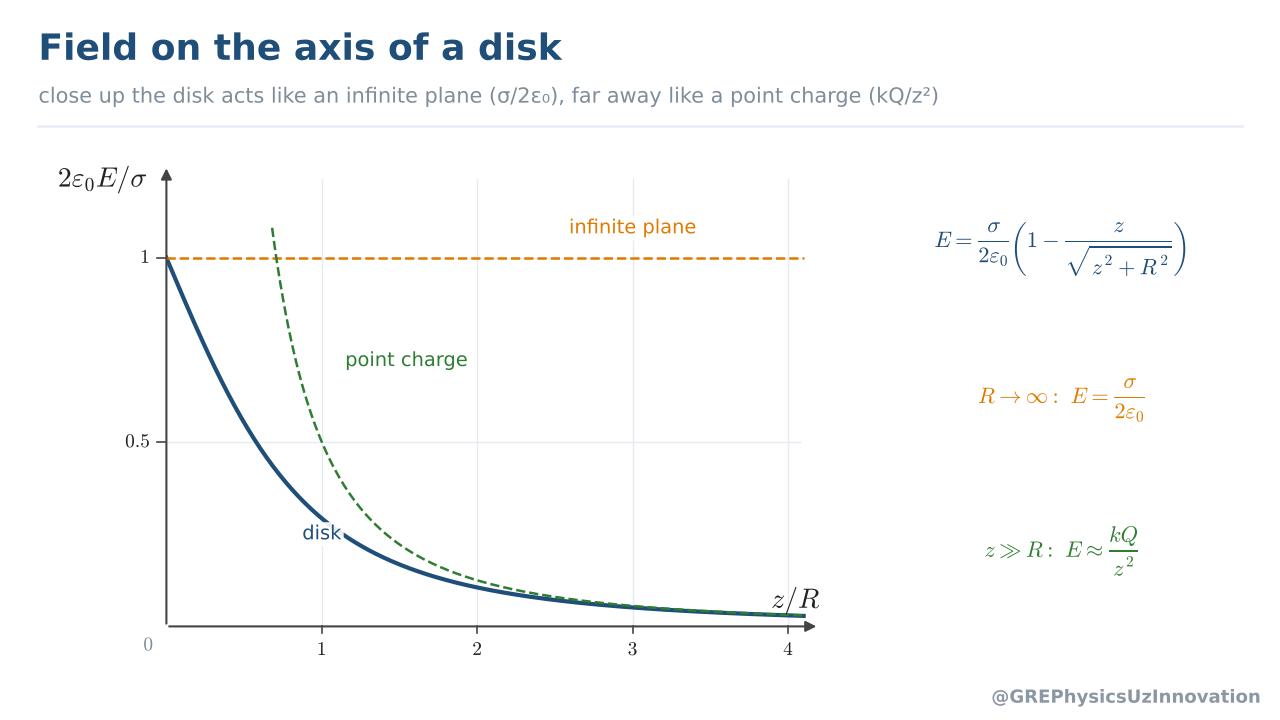 Field on the axis of a disk
close up the disk acts like an infinite plane (σ/2ε₀), far away like a point charge (kQ/z²)
2ε₀E/σ
infinite plane
E = σ/2ε₀ (1 − z/√(z² + R²))
1
point charge
R → ∞ : E = σ/2ε₀
0.5
disk
z ≫ R : E ≈ kQ/z²
z/R
0
1 2 3 4
@GREPhysicsUzInnovation